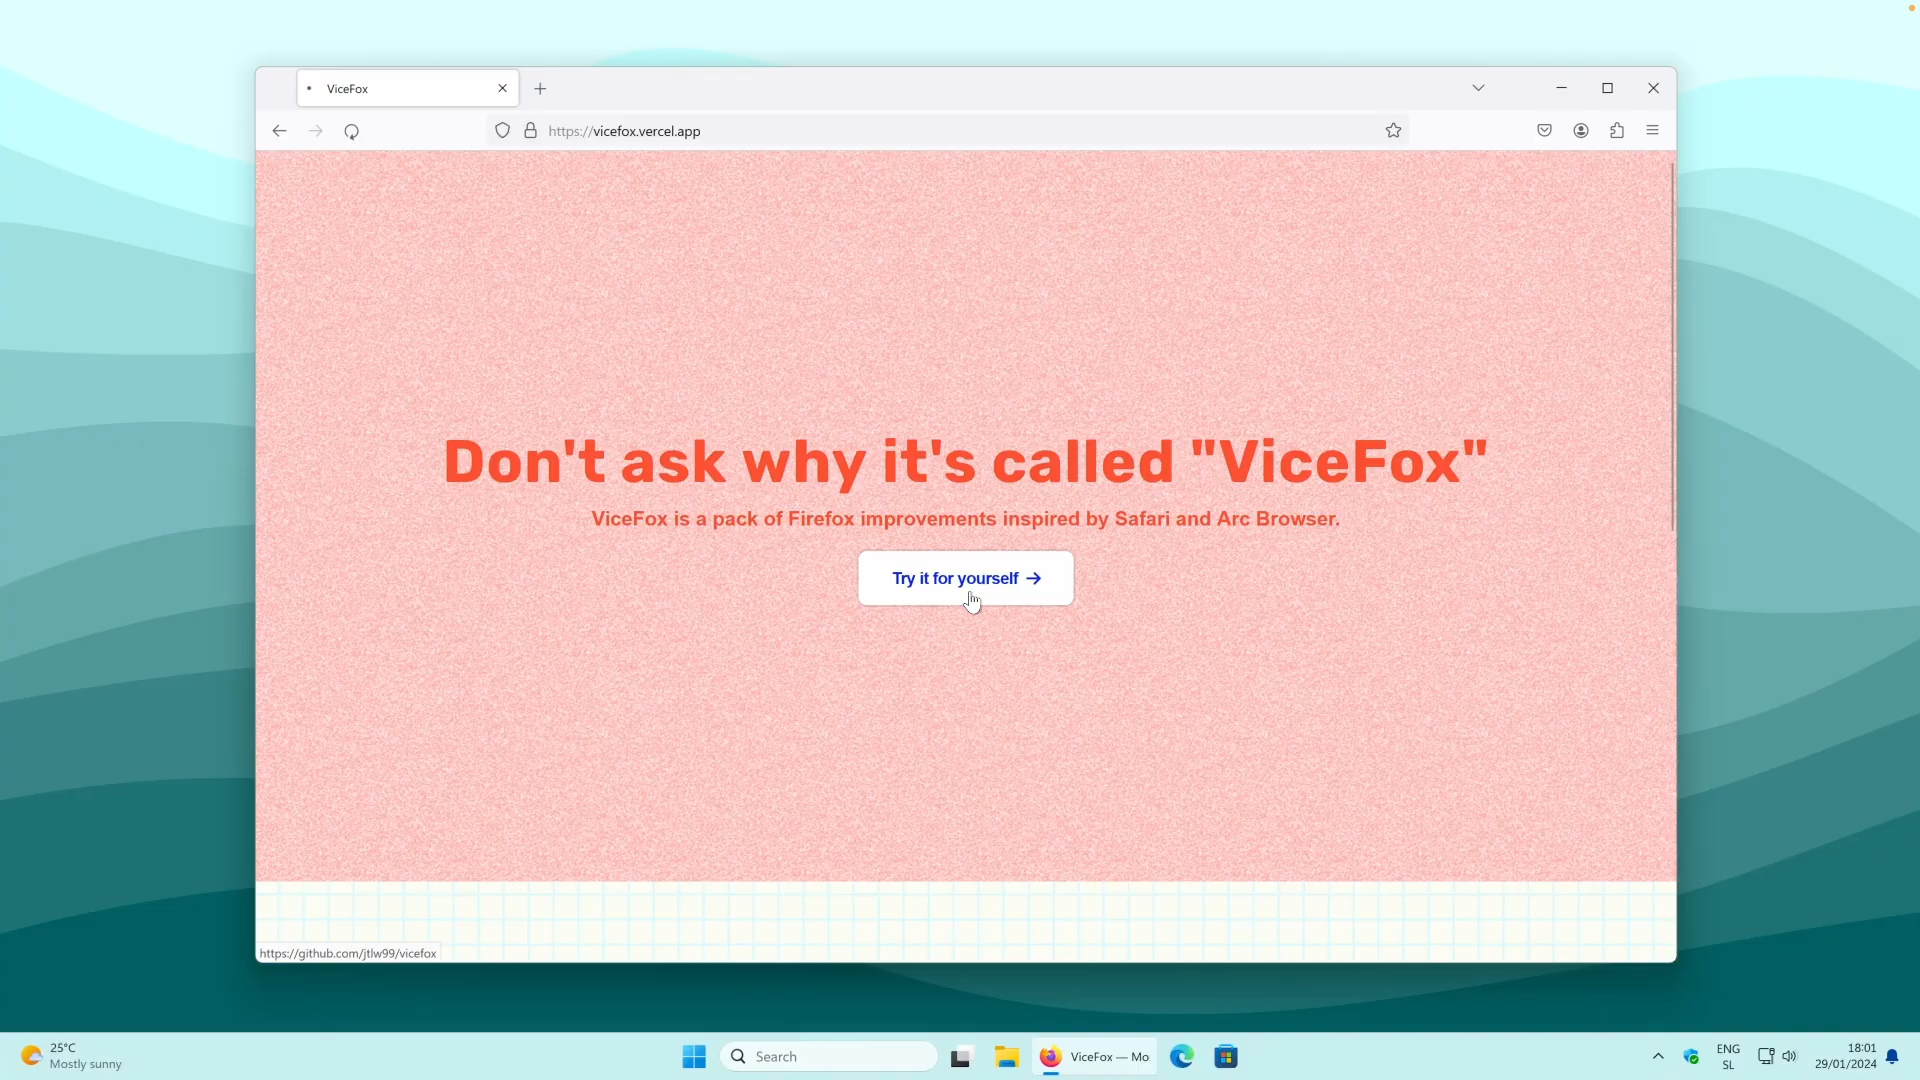 ViceFox
https://vicefox.vercel.app
Don't ask why it's called "ViceFox"
ViceFox is a pack of Firefox improvements inspired by Safari and Arc Browser.
Try it for yourself →
https://github.com/jtlw99/vicefox
25°C
Mostly sunny
Search
ViceFox — Mo
ENG
SL
18:01
29/01/2024